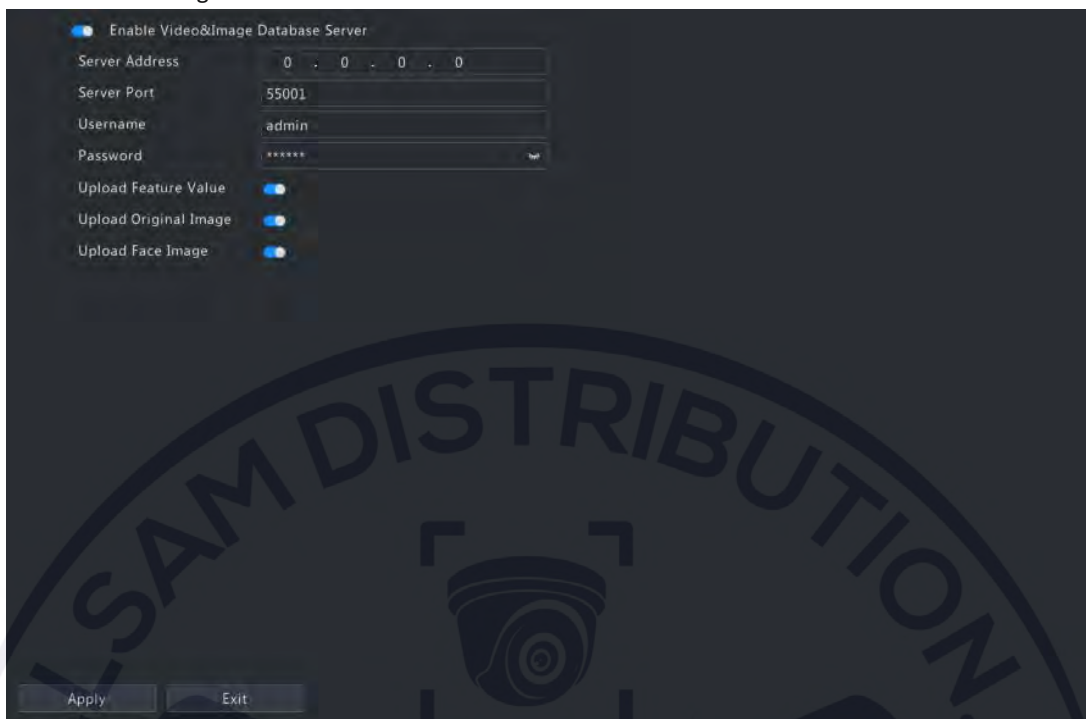 Enable Video&Image Database Server
Server Address 0 . 0 . 0 . 0
Server Port 55001
Username admin
Password ******
Upload Feature Value
Upload Original Image
Upload Face Image
LSAM DISTRIBUTION
Apply Exit